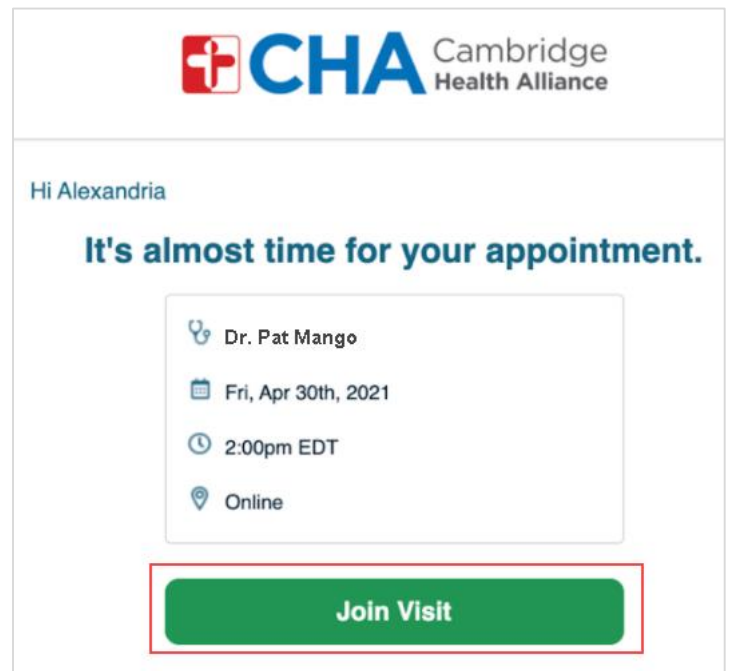 CHA Cambridge
Health Alliance
Hi Alexandria
It's almost time for your appointment.
Dr. Pat Mango
Fri, Apr 30th, 2021
2:00pm EDT
Online
Join Visit